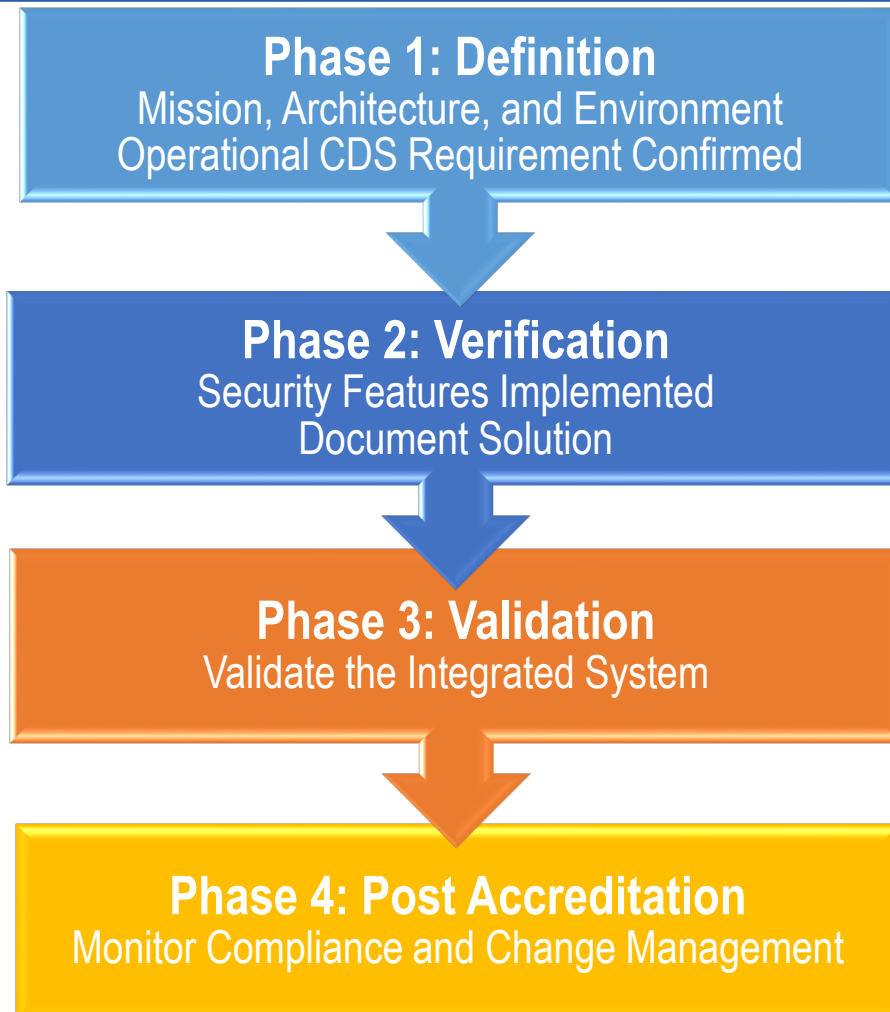 Phase 1: Definition
Mission, Architecture, and Environment
Operational CDS Requirement Confirmed
Phase 2: Verification
Security Features Implemented
Document Solution
Phase 3: Validation
Validate the Integrated System
Phase 4: Post Accreditation
Monitor Compliance and Change Management